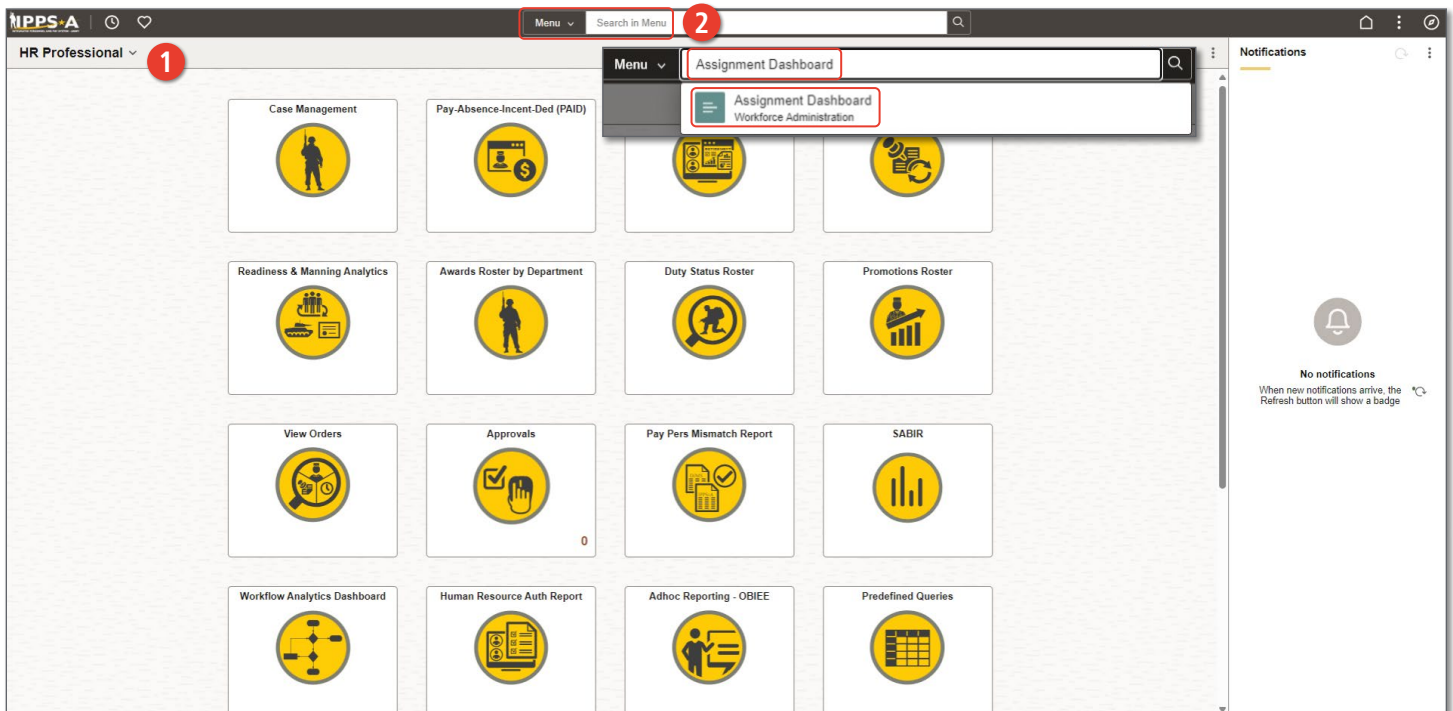 IPPS-A
Menu
Search in Menu
2
HR Professional
1
Menu
Assignment Dashboard
Assignment Dashboard
Workforce Administration
Notifications
Case Management
Pay-Absence-Incent-Ded (PAID)
Readiness & Manning Analytics
Awards Roster by Department
Duty Status Roster
Promotions Roster
No notifications
When new notifications arrive, the
Refresh button will show a badge
View Orders
Approvals
Pay Pers Mismatch Report
SABIR
0
Workflow Analytics Dashboard
Human Resource Auth Report
Adhoc Reporting - OBIEE
Predefined Queries